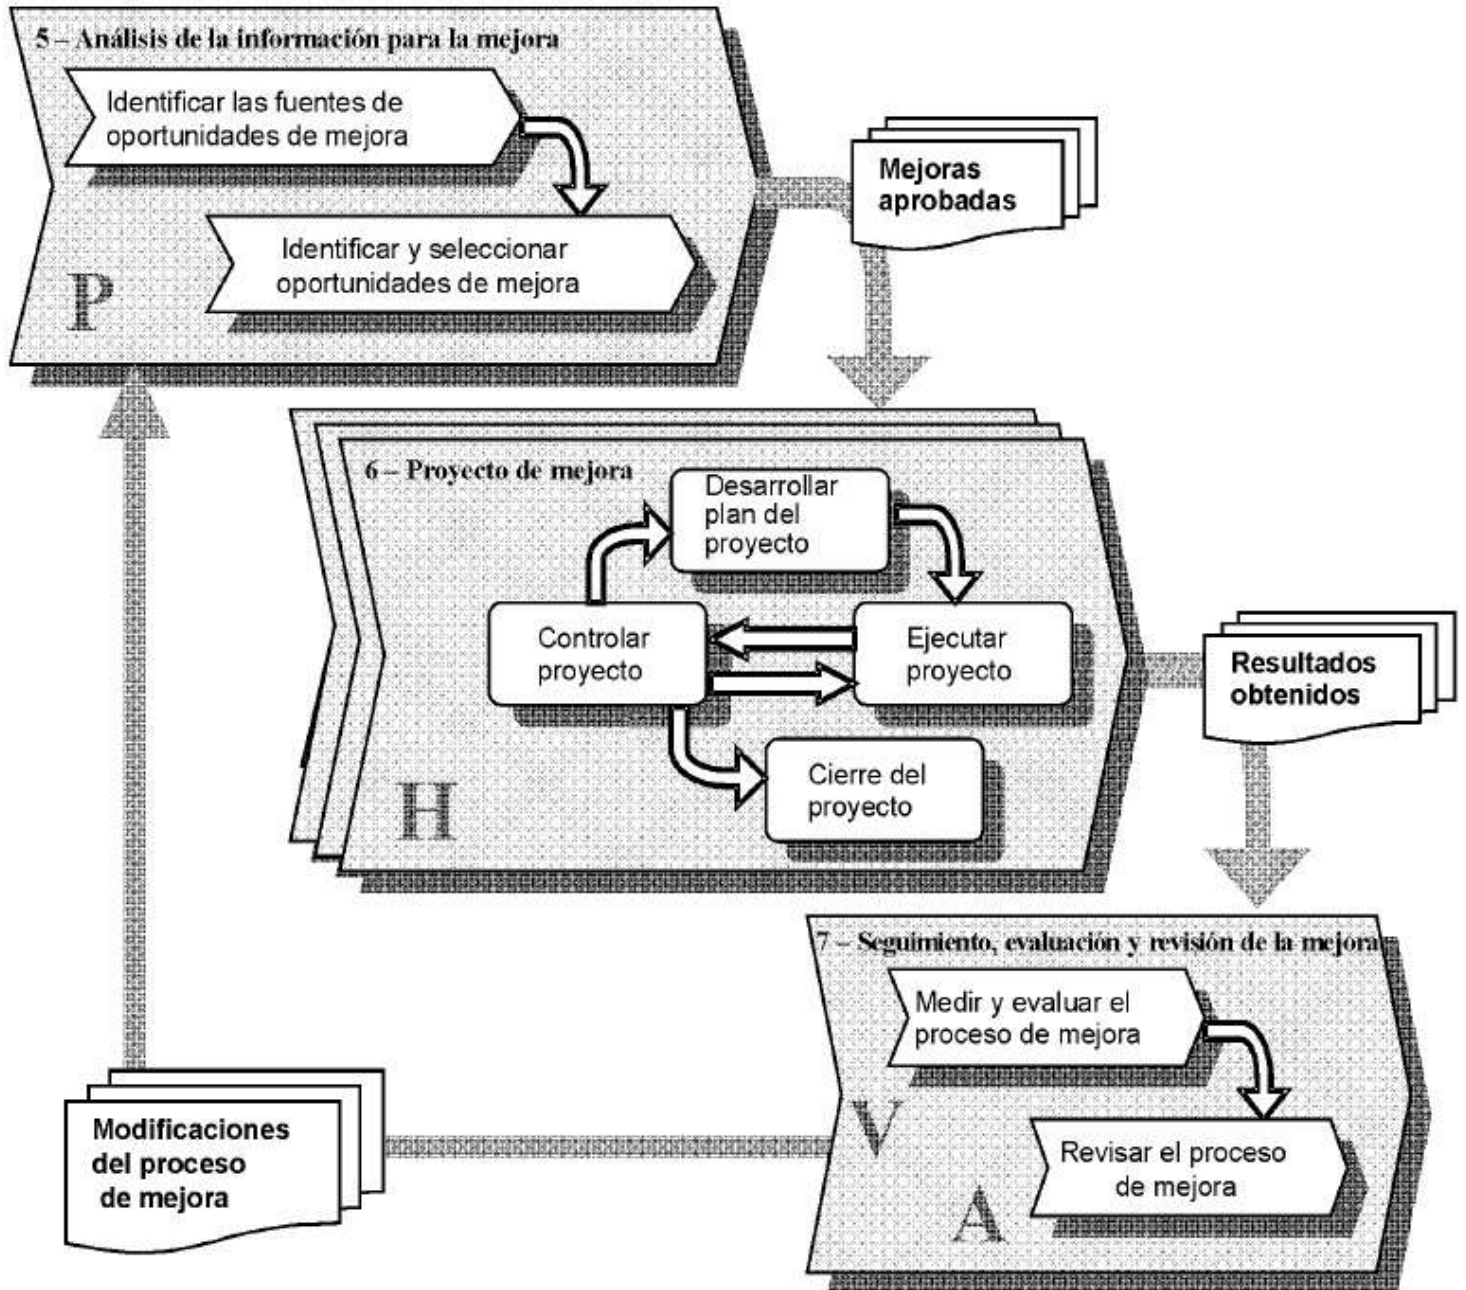 5 – Análisis de la información para la mejora
Identificar las fuentes de
oportunidades de mejora
Identificar y seleccionar
oportunidades de mejora
P
Mejoras
aprobadas
6 – Proyecto de mejora
Desarrollar
plan del
proyecto
Controlar
proyecto
Ejecutar
proyecto
Cierre del
proyecto
H
Resultados
obtenidos
7 – Seguimiento, evaluación y revisión de la mejora
Medir y evaluar el
proceso de mejora
V
Revisar el proceso
de mejora
A
Modificaciones
del proceso
de mejora